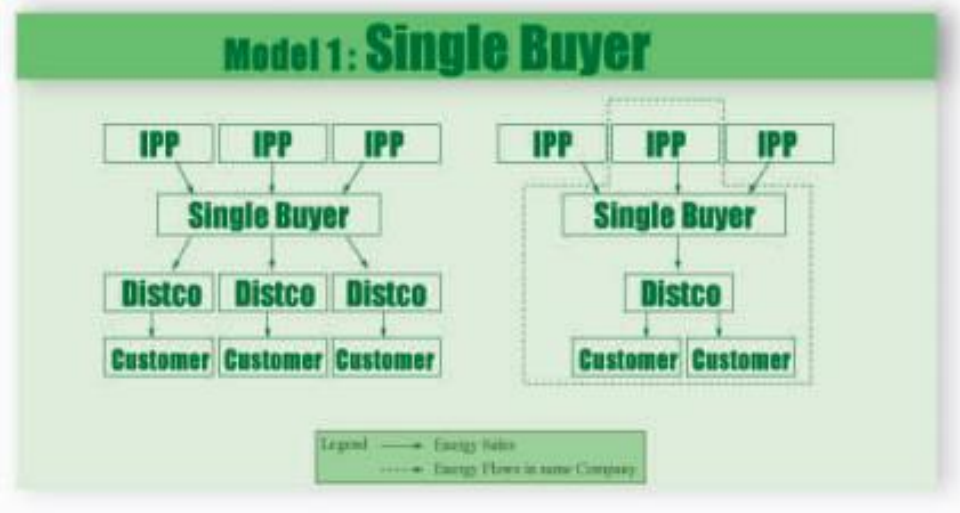 Model 1: Single Buyer
IPP IPP IPP
Single Buyer
Distco Distco Distco
Customer Customer Customer
IPP IPP IPP
Single Buyer
Distco
Customer Customer
Legend
Energy Sales
Energy Flows in same Company